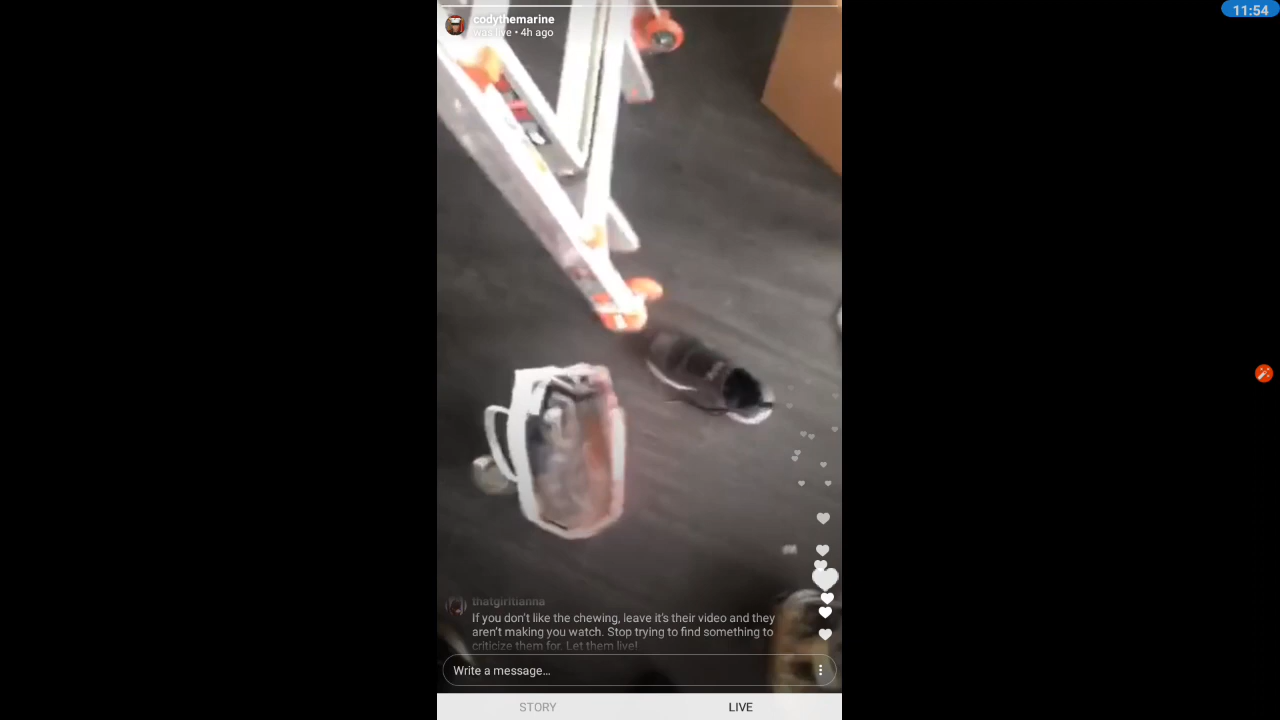 11:54
codythemarine
was live • 4h ago
thatgirltianna
If you don't like the chewing, leave it's their video and they
aren't making you watch. Stop trying to find something to
criticize them for. Let them live!
Write a message...
STORY
LIVE